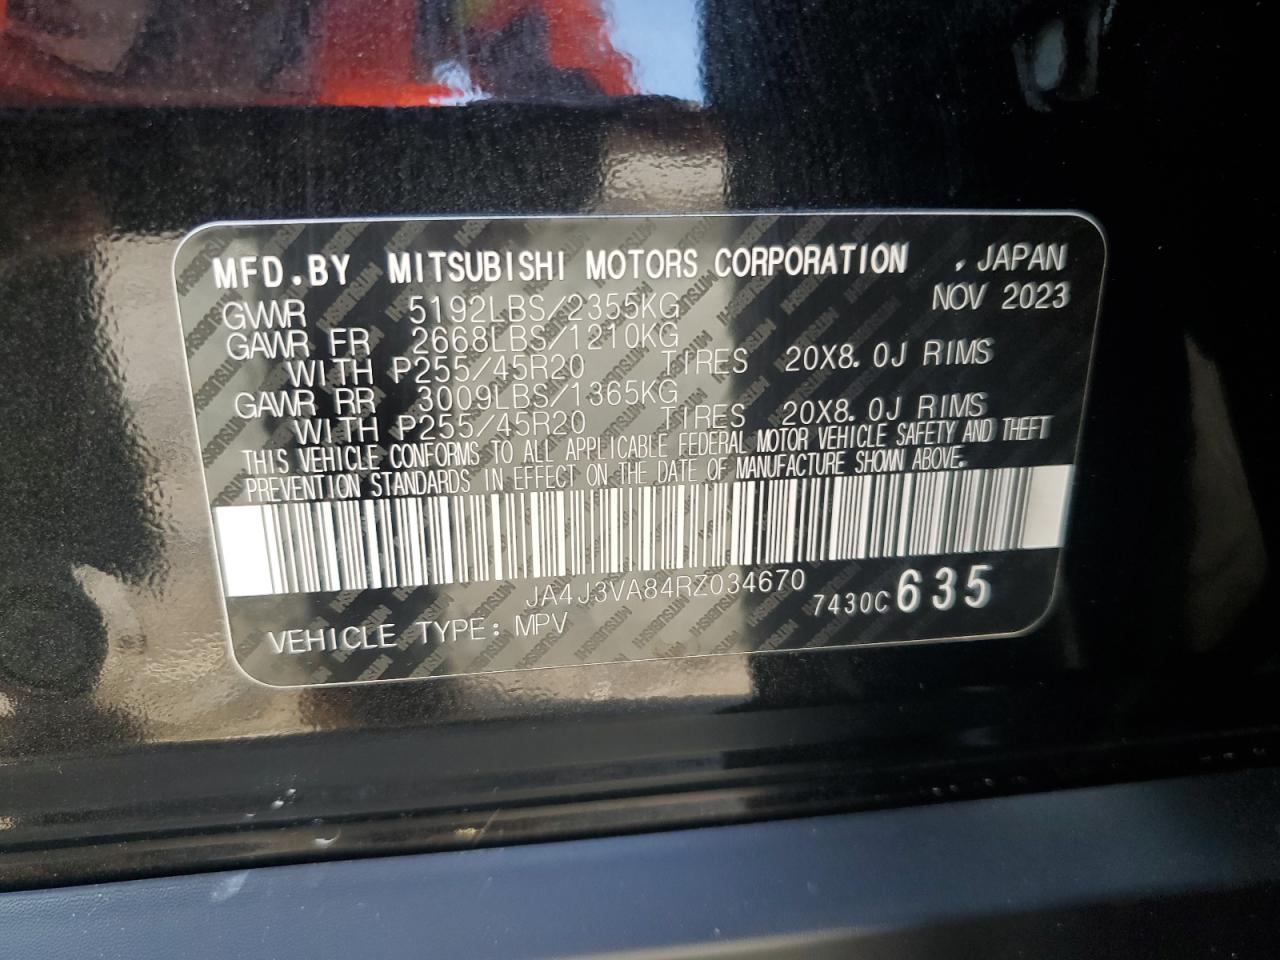 MFD.BY MITSUBISHI MOTORS CORPORATION , JAPAN
GVWR 5192LBS/2355KG NOV 2023
GAWR FR 2668LBS/1210KG
WITH P255/45R20 TIRES 20X8.0J RIMS
GAWR RR 3009LBS/1365KG
WITH P255/45R20 TIRES 20X8.0J RIMS
THIS VEHICLE CONFORMS TO ALL APPLICABLE FEDERAL MOTOR VEHICLE SAFETY AND THEFT
PREVENTION STANDARDS IN EFFECT ON THE DATE OF MANUFACTURE SHOWN ABOVE.
JA4J3VA84RZ034670 7430C 635
VEHICLE TYPE: MPV